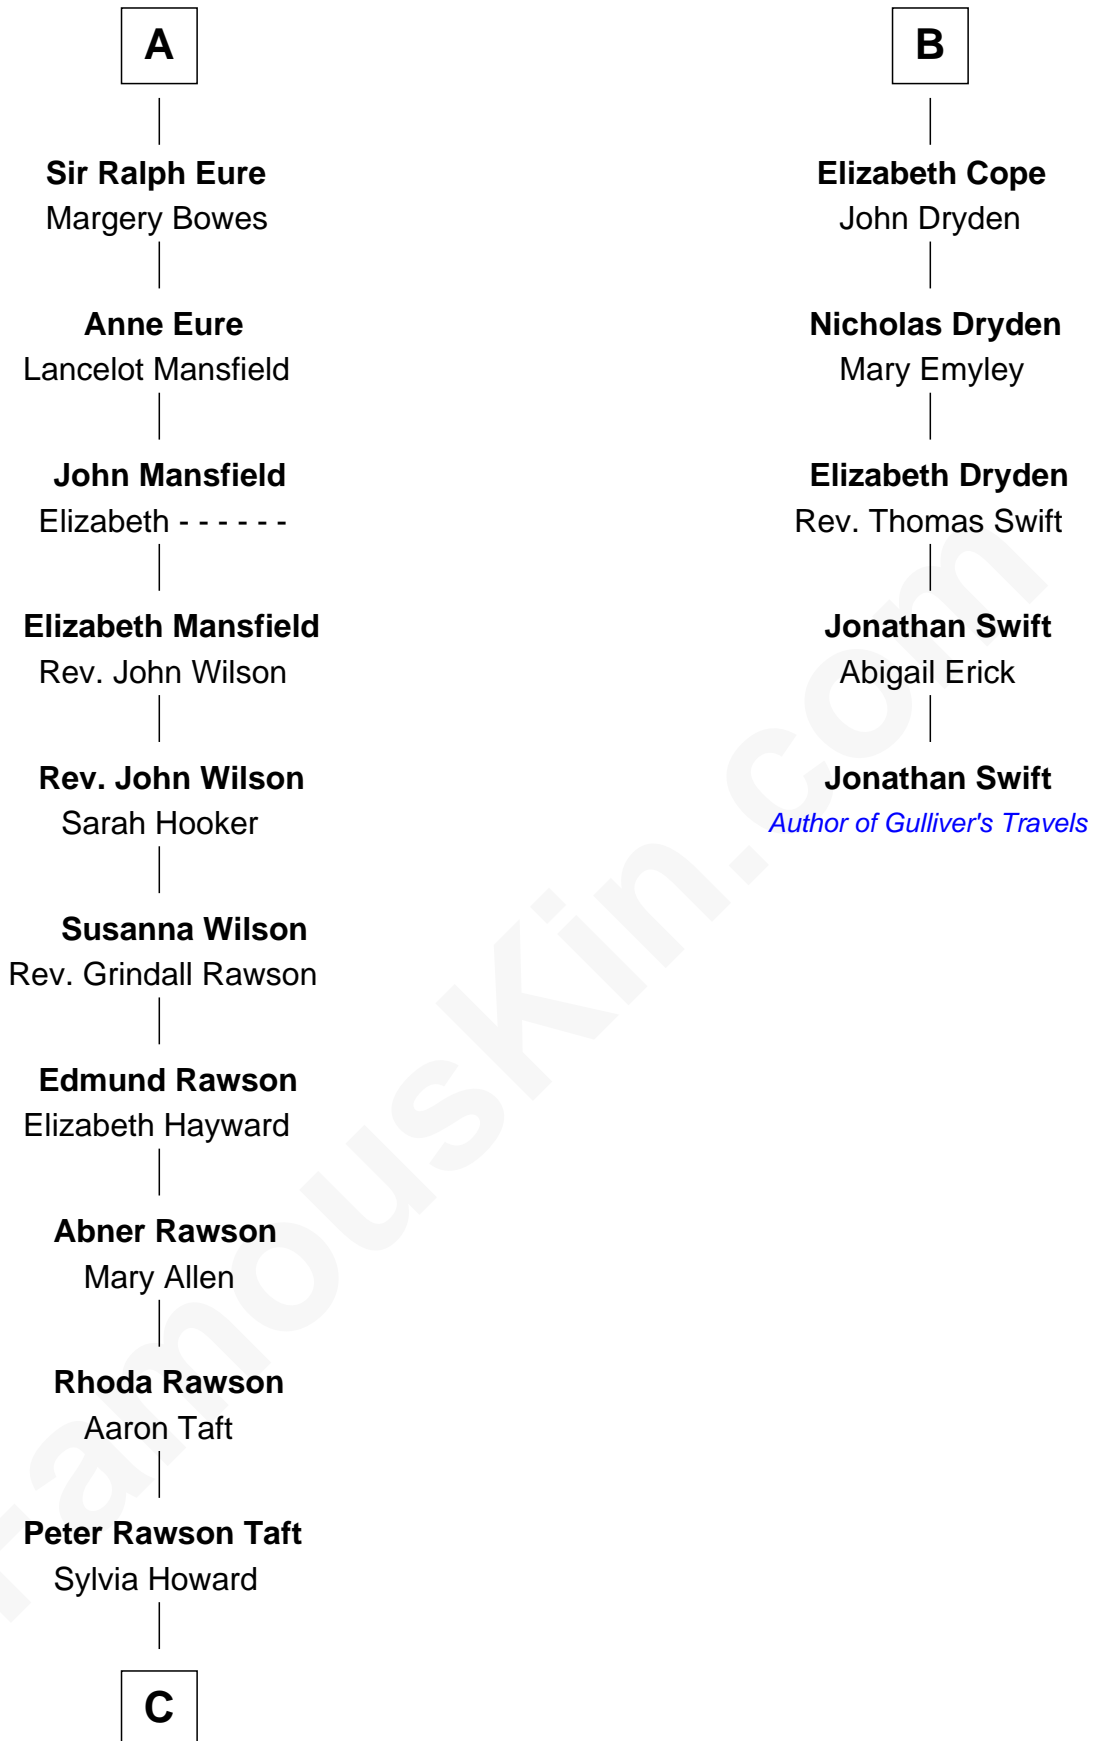 A
Sir Ralph Eure
Margery Bowes
Anne Eure
Lancelot Mansfield
John Mansfield
Elizabeth - - - - - -
Elizabeth Mansfield
Rev. John Wilson
Rev. John Wilson
Sarah Hooker
Susanna Wilson
Rev. Grindall Rawson
Edmund Rawson
Elizabeth Hayward
Abner Rawson
Mary Allen
Rhoda Rawson
Aaron Taft
Peter Rawson Taft
Sylvia Howard
C
B
Elizabeth Cope
John Dryden
Nicholas Dryden
Mary Emyley
Elizabeth Dryden
Rev. Thomas Swift
Jonathan Swift
Abigail Erick
Jonathan Swift
Author of Gulliver's Travels
FamousKin.com